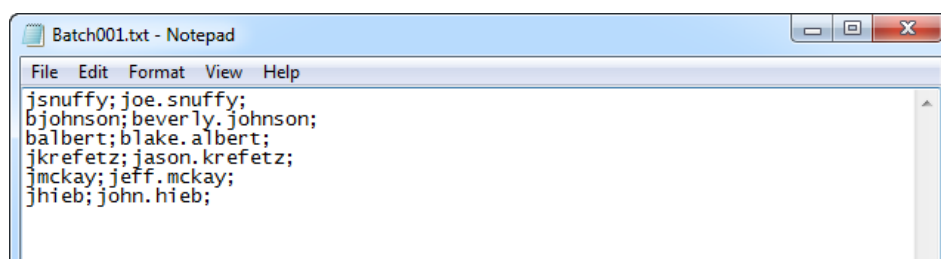 Batch001.txt - Notepad
File Edit Format View Help
jsnuffy;joe.snuffy;
bjohnson;beverly.johnson;
balbert;blake.albert;
jkrefetz;jason.krefetz;
jmckay;jeff.mckay;
jhieb;john.hieb;